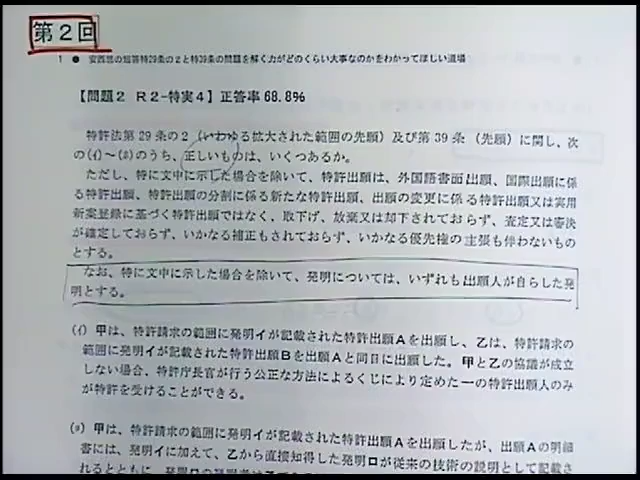 第2回
1 ● 安西悠の短答特29条の2と特39条の問題を解く力がどのくらい大事なのかをわかってほしい道場
【問題2 R2-特実4】正答率68.8%
特許法第29条の2(いわゆる拡大された範囲の先願)及び第39条(先願)に関し、次
の(イ)~(ホ)のうち、正しいものは、いくつあるか。
ただし、特に文中に示した場合を除いて、特許出願は、外国語書面出願、国際出願に係
る特許出願、特許出願の分割に係る新たな特許出願、出願の変更に係る特許出願又は実用
新案登録に基づく特許出願ではなく、取下げ、放棄又は却下されておらず、査定又は審決
が確定しておらず、いかなる補正もされておらず、いかなる優先権の主張も伴わないもの
とする。
なお、特に文中に示した場合を除いて、発明については、いずれも出願人が自らした発
明とする。
(イ) 甲は、特許請求の範囲に発明イが記載された特許出願Aを出願し、乙は、特許請求の
範囲に発明イが記載された特許出願Bを出願Aと同日に出願した。甲と乙の協議が成立
しない場合、特許庁長官が行う公正な方法によるくじにより定めた一の特許出願人のみ
が特許を受けることができる。
(ロ) 甲は、特許請求の範囲に発明イが記載された特許出願Aを出願したが、出願Aの明細
書には、発明イに加えて、乙から直接知得した発明ロが従来の技術の説明として記載さ
れるとともに、発明ロの発明者は乙で